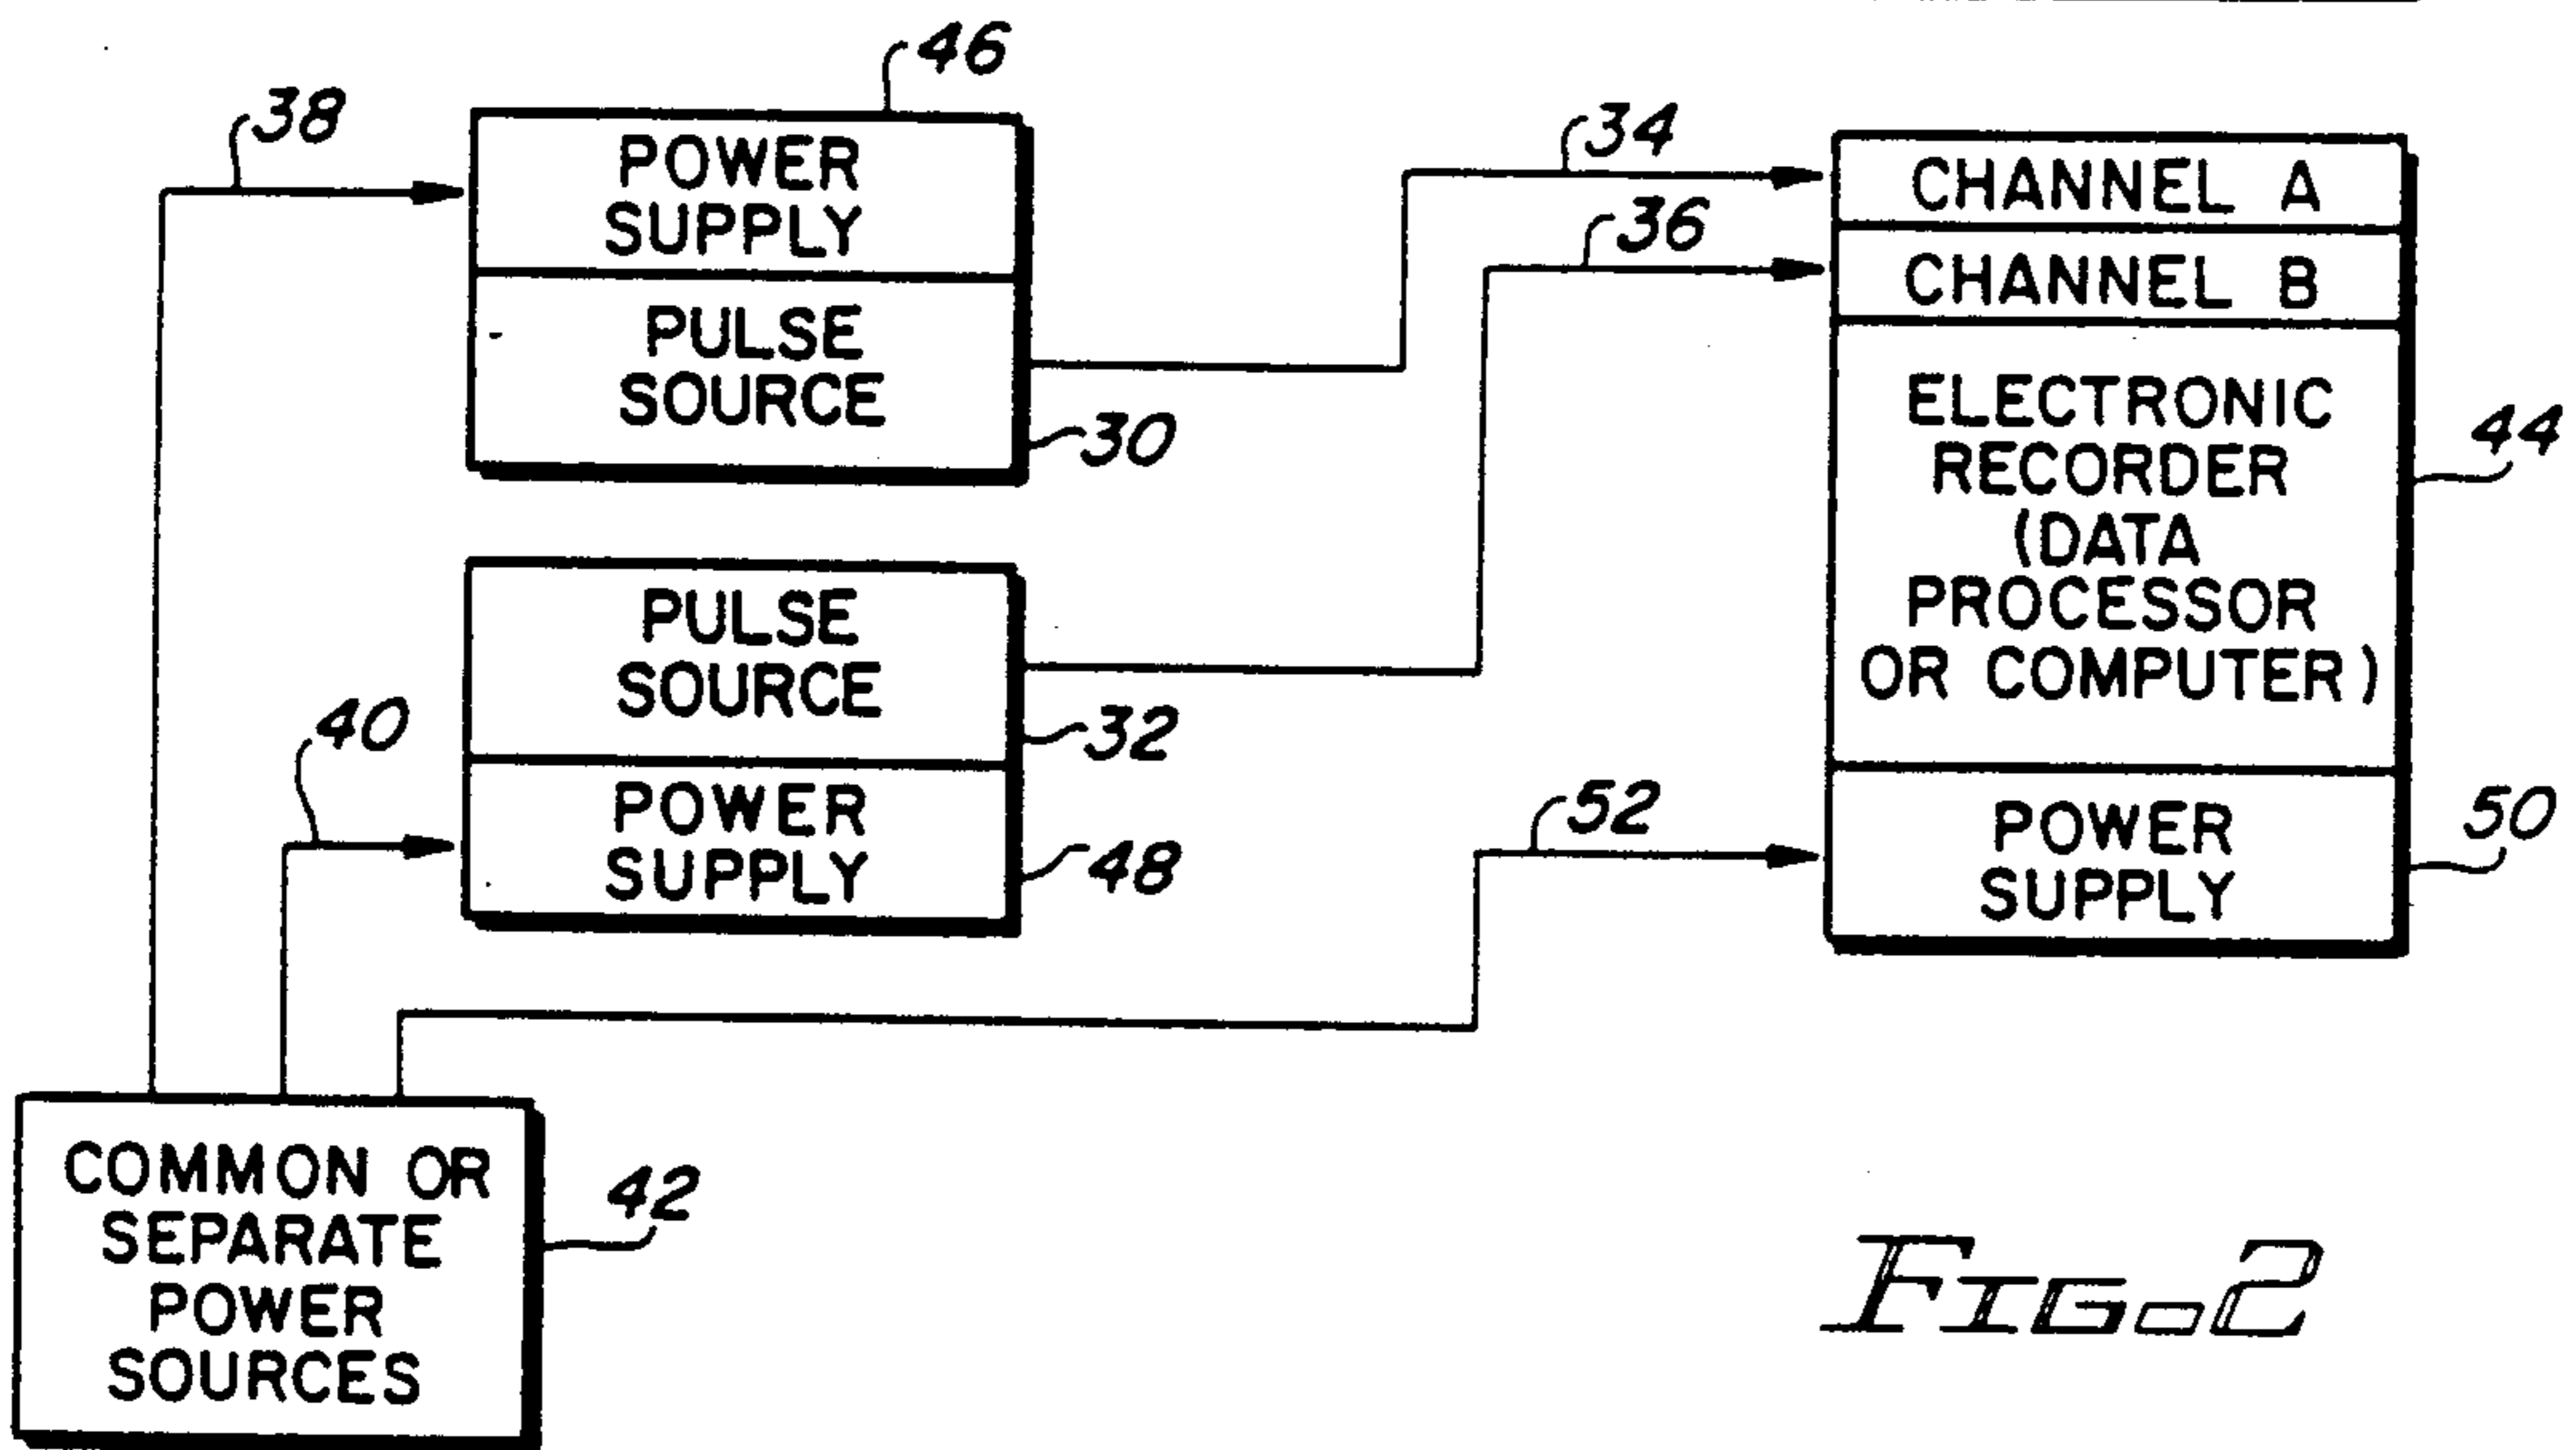 46
38
POWER
SUPPLY
PULSE
SOURCE
30
34
36
CHANNEL A
CHANNEL B
ELECTRONIC
RECORDER
(DATA
PROCESSOR
OR COMPUTER)
44
POWER
SUPPLY
50
PULSE
SOURCE
32
40
POWER
SUPPLY
48
52
COMMON OR
SEPARATE
POWER
SOURCES
42
FIG. 2